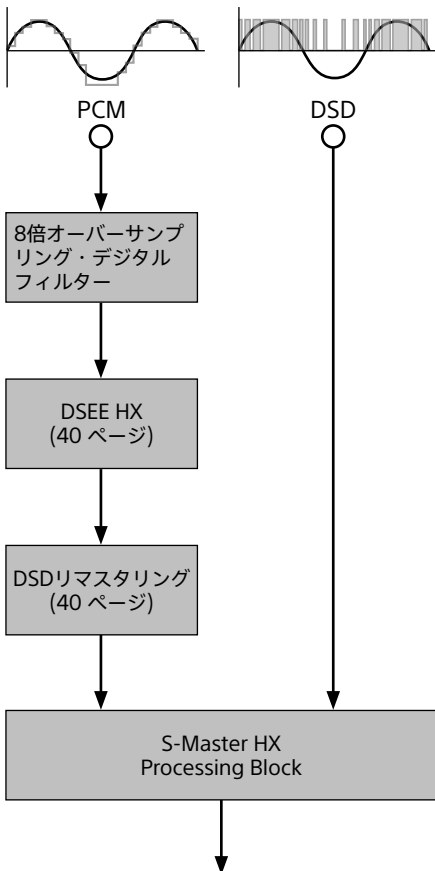 PCM
DSD
8倍オーバーサンプ
リング・デジタル
フィルター
DSEE HX
(40 ページ)
DSDリマスタリング
(40 ページ)
S-Master HX
Processing Block